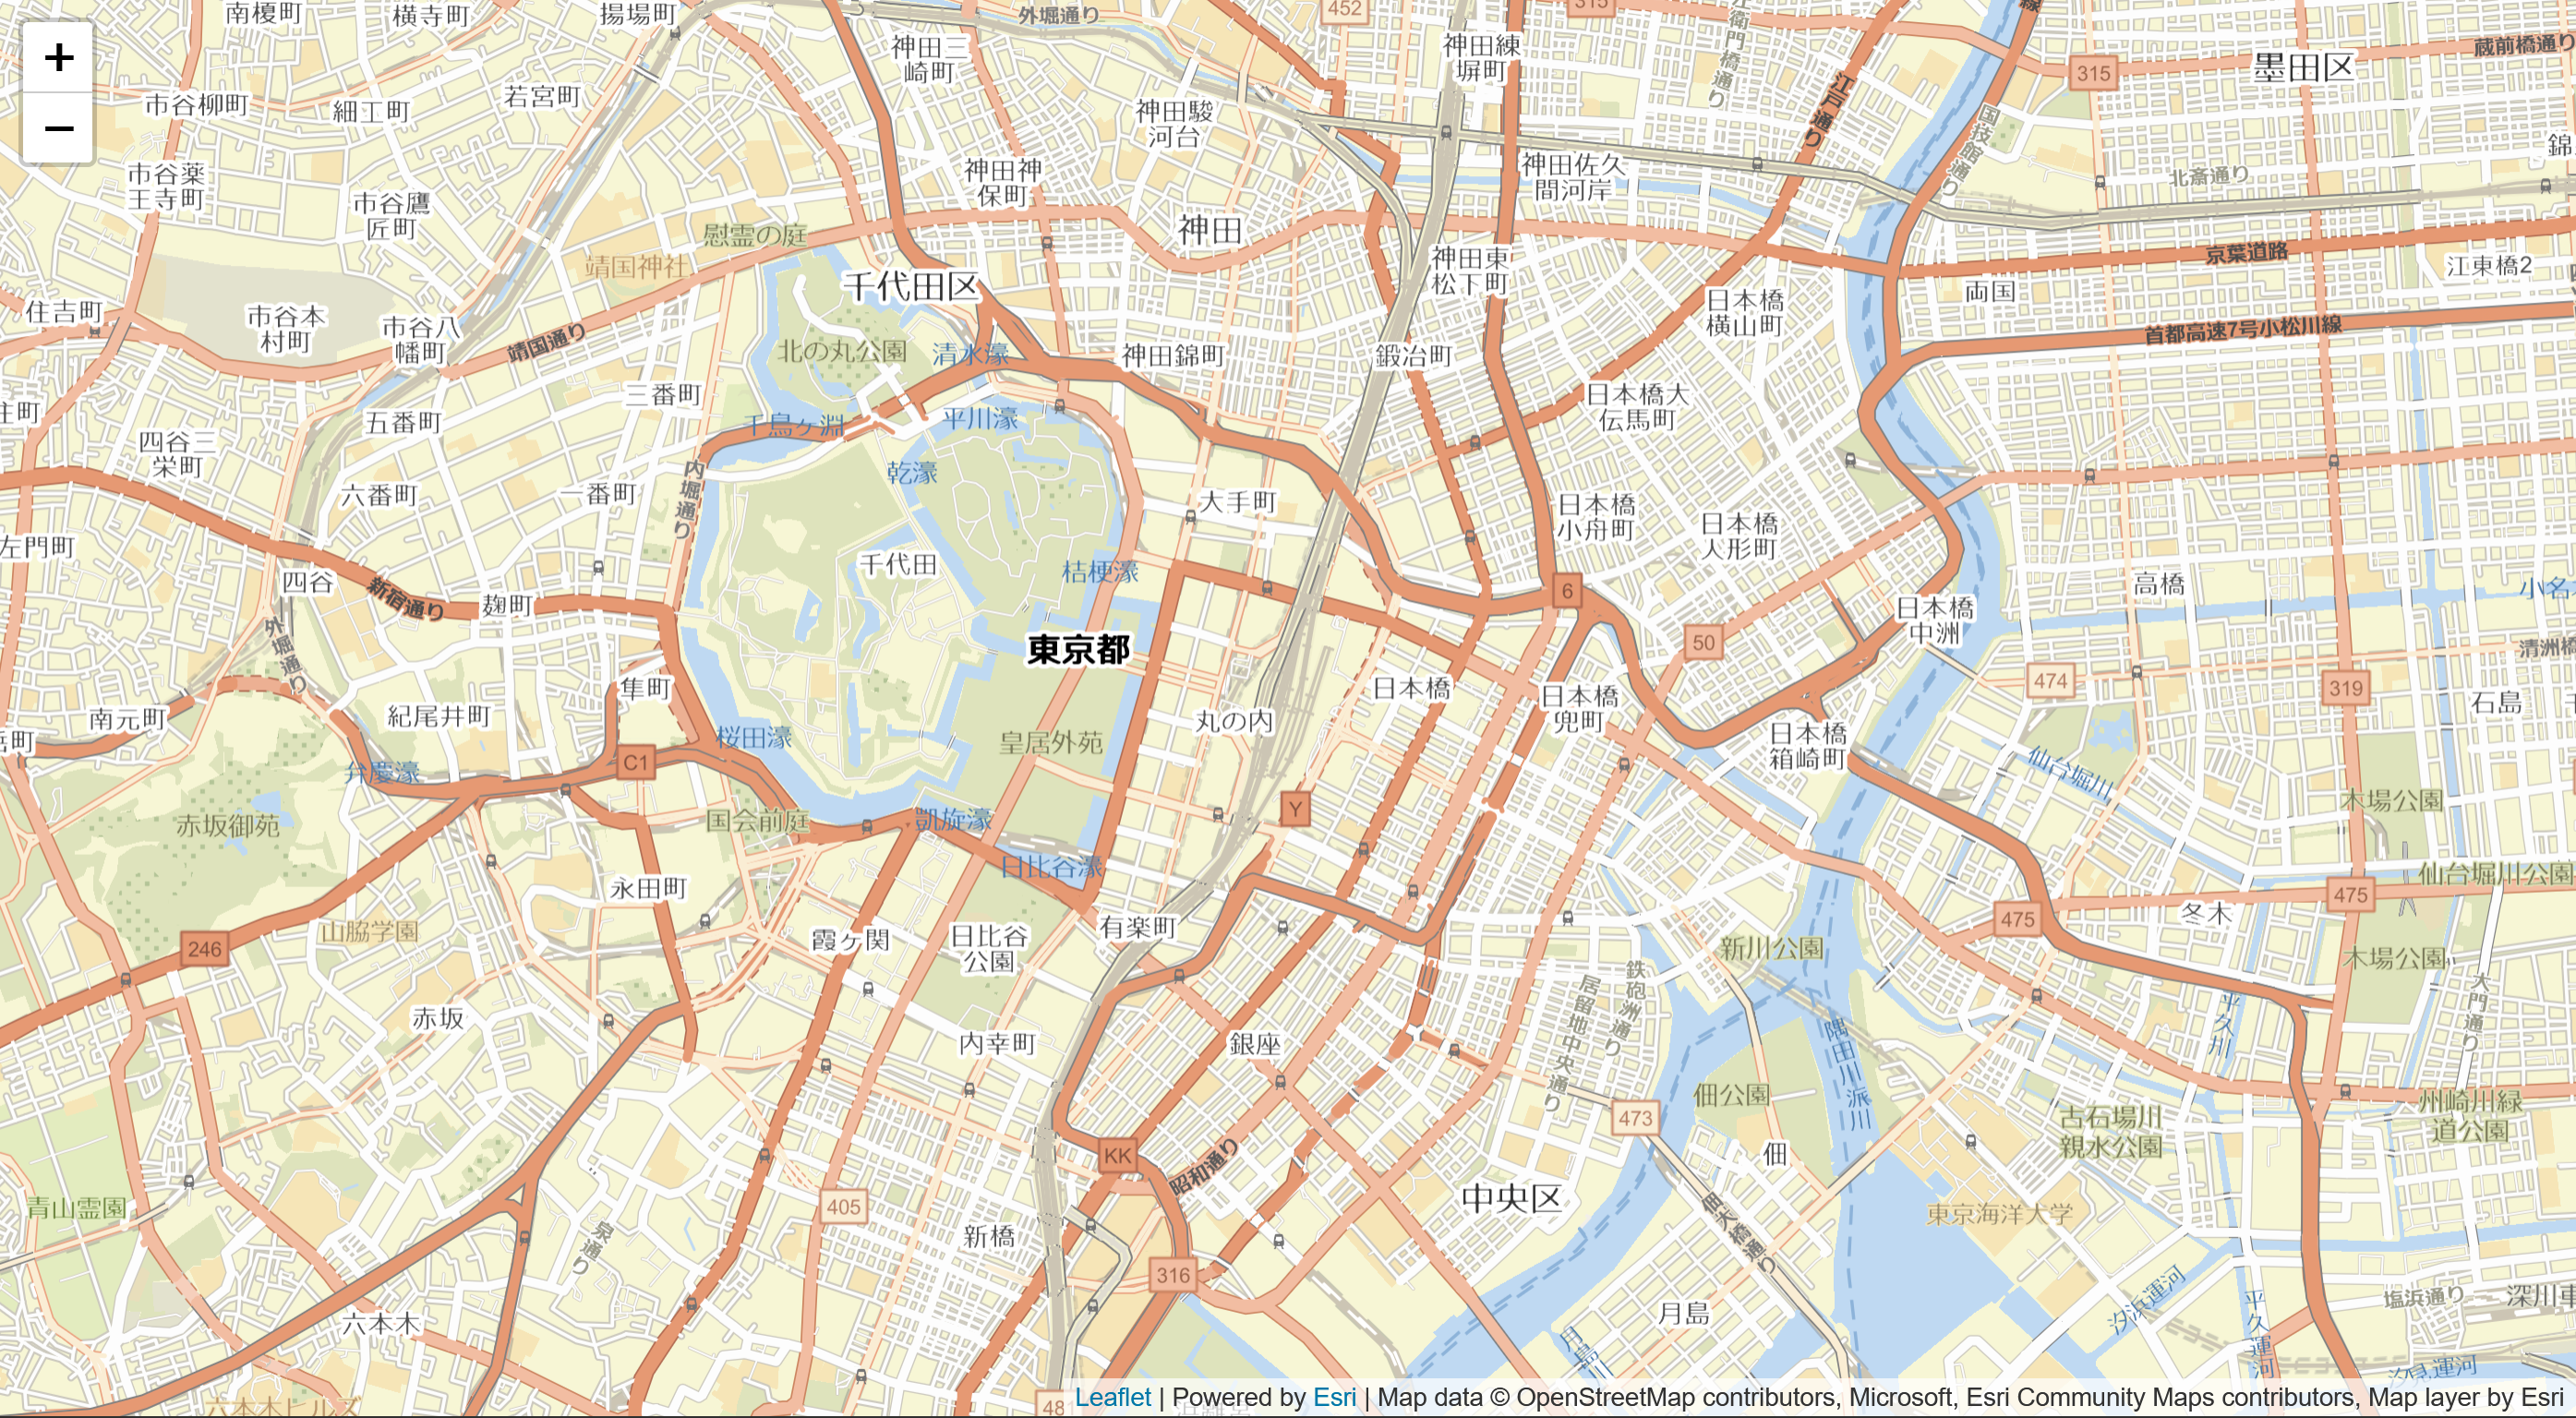 南榎町
横寺町
揚場町
外堀通り
452
315
蔵前橋通り
+
−
神田三
崎町
神田練
塀町
墨田区
315
市谷柳町
細工町
若宮町
神田駿
河台
江戸通り
国技館通り
市谷薬
王寺町
市谷鷹
匠町
神田神
保町
神田佐久
間河岸
北斎通り
慰霊の庭
神田
靖国神社
千代田区
神田東
松下町
京葉道路
江東橋2
両国
住吉町
市谷本
村町
市谷八
幡町
靖国通り
北の丸公園
清水濠
神田錦町
鍛冶町
日本橋
横山町
首都高速7号小松川線
三番町
五番町
千鳥ヶ淵
平川濠
日本橋大
伝馬町
四谷三
栄町
六番町
一番町
内堀通り
乾濠
大手町
日本橋
小舟町
日本橋
人形町
左門町
四谷
新宿通り
麹町
千代田
桔梗濠
6
高橋
外堀通り
東京都
50
日本橋
中洲
隼町
474
319
南元町
紀尾井町
桜田濠
皇居外苑
丸の内
日本橋
日本橋
兜町
日本橋
箱崎町
石島
弁慶濠
C1
仙台堀川
赤坂御苑
国会前庭
凱旋濠
Y
木場公園
日比谷濠
永田町
475
仙台堀川公園
246
山脇学園
霞ヶ関
日比谷
公園
有楽町
新川公園
475
冬木
木場公園
鉄砲洲通り
居留地中央通り
大門通り
赤坂
内幸町
銀座
隅田川派川
平久川
佃公園
473
古石場川
親水公園
州崎川緑
道公園
KK
昭和通り
佃
青山霊園
405
中央区
佃大橋通り
東京海洋大学
新橋
泉通り
316
六本木
月島
月島川
汐浜運河
平久運河
塩浜通り
六本木ヒルズ
481
Leaflet | Powered by Esri | Map data © OpenStreetMap contributors, Microsoft, Esri Community Maps contributors, Map layer by Esri